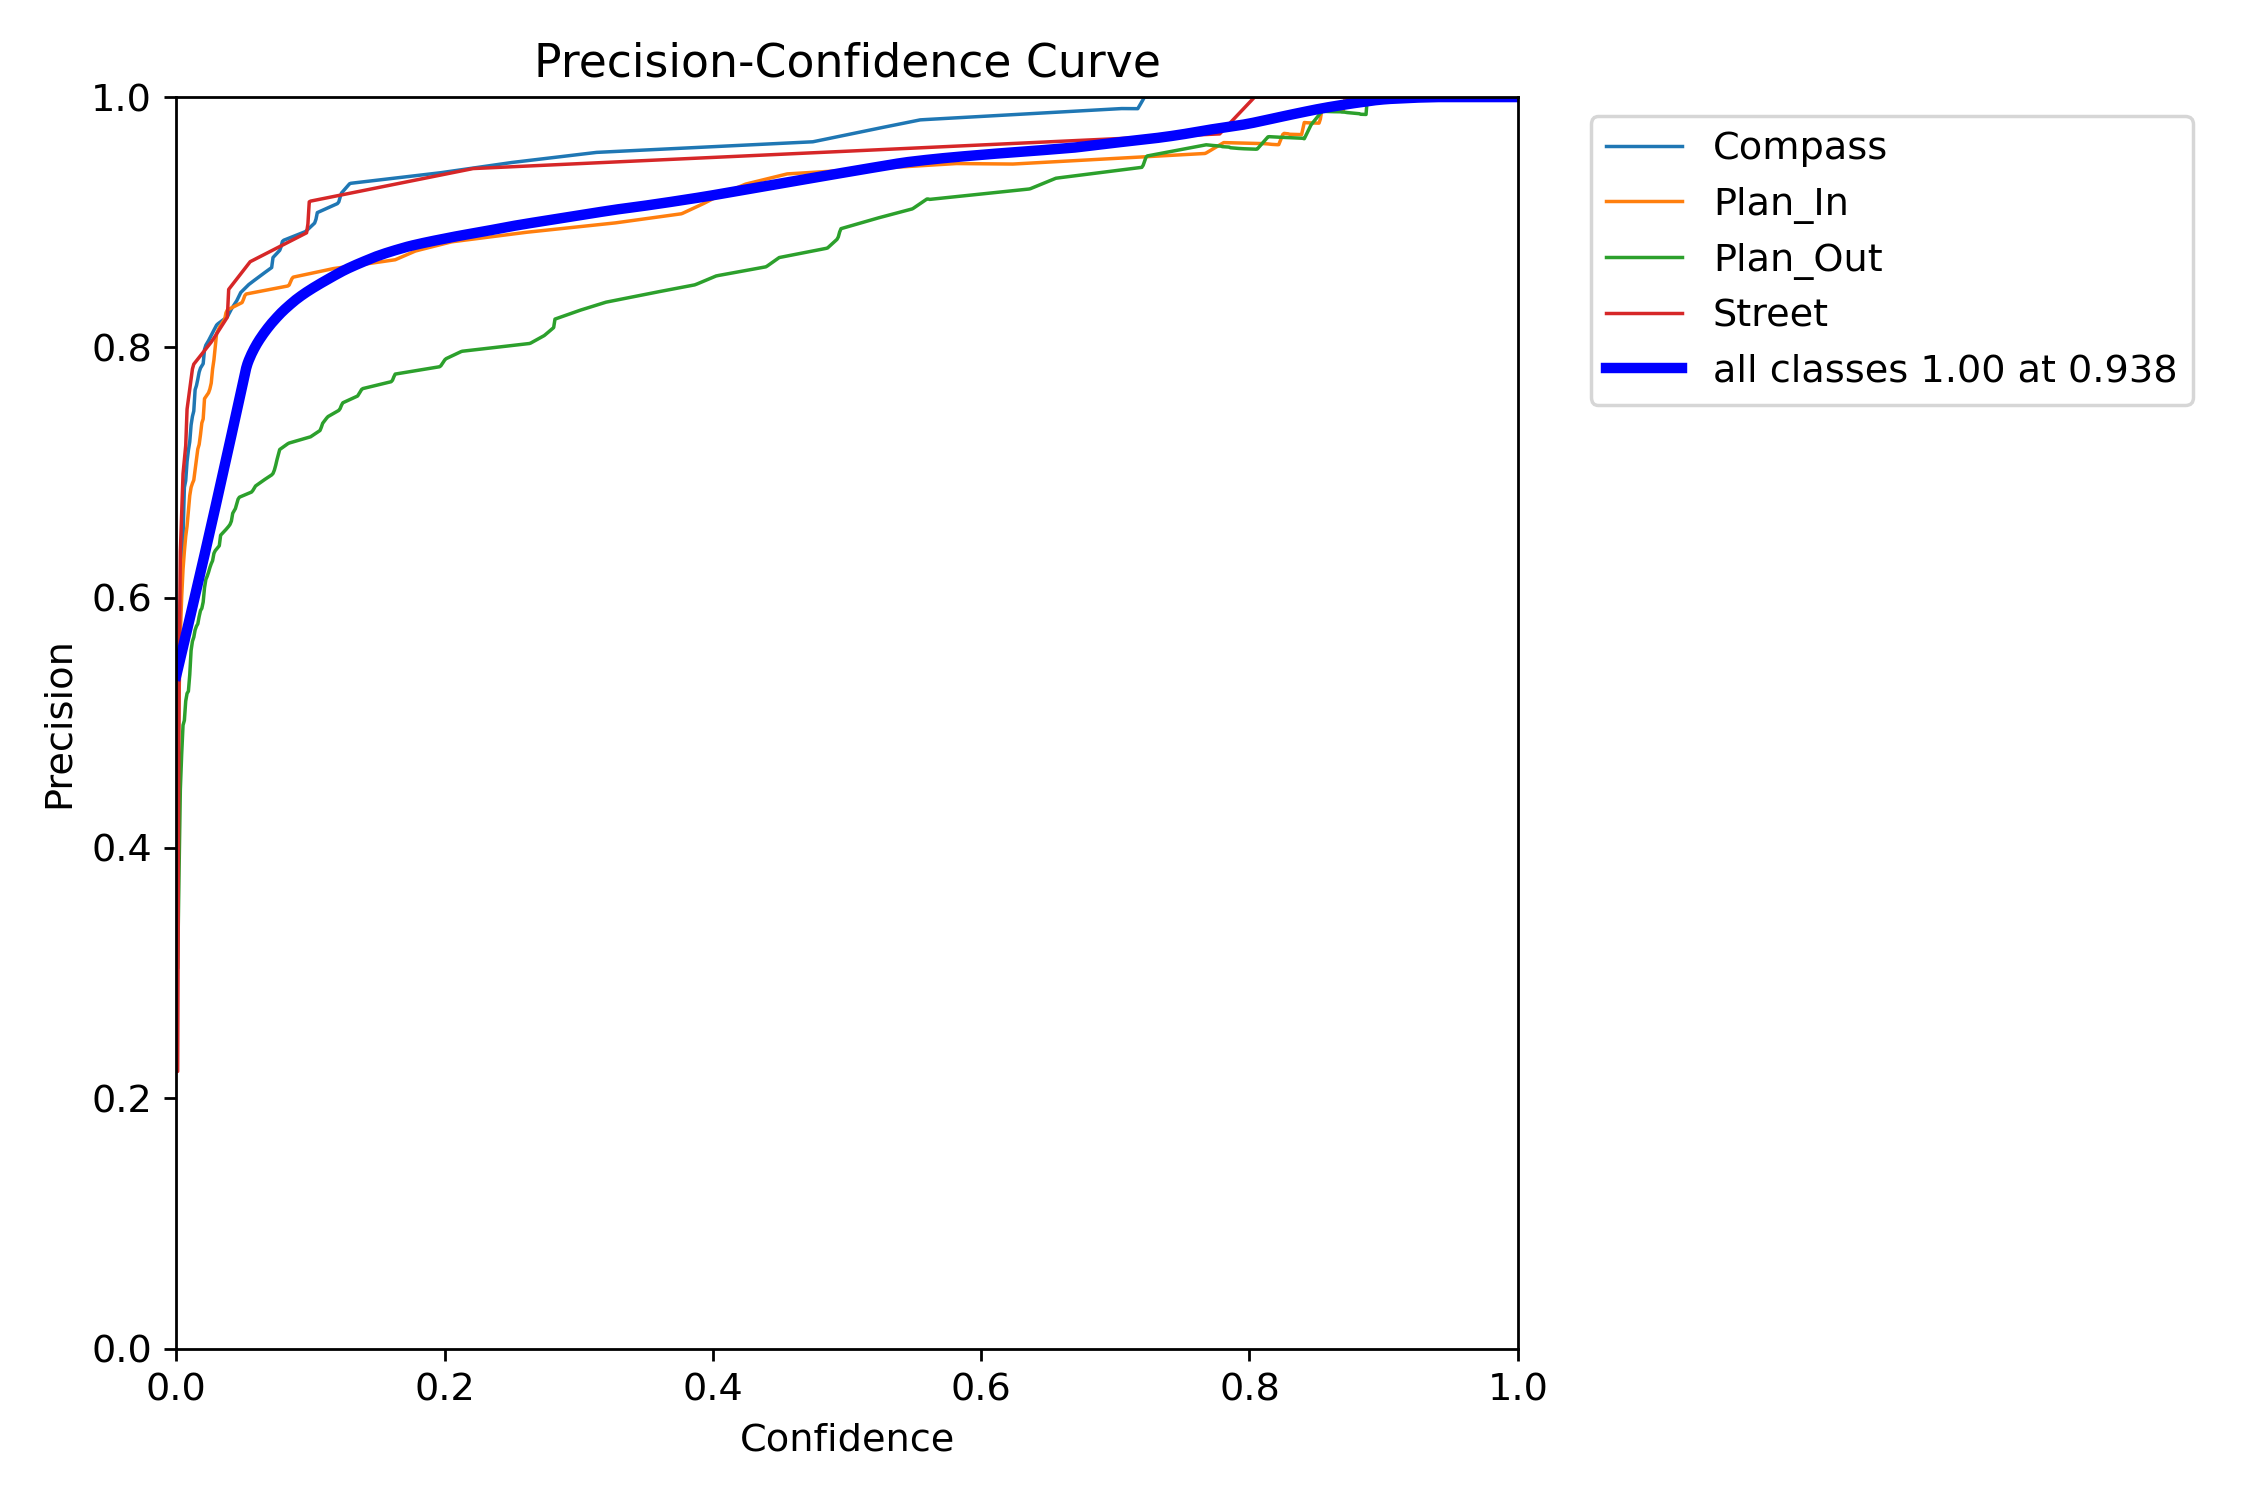 Precision-Confidence Curve
1.0
0.8
0.6
0.4
0.2
0.0
Precision
0.0 0.2 0.4 0.6 0.8 1.0
Confidence
Compass
Plan_In
Plan_Out
Street
all classes 1.00 at 0.938